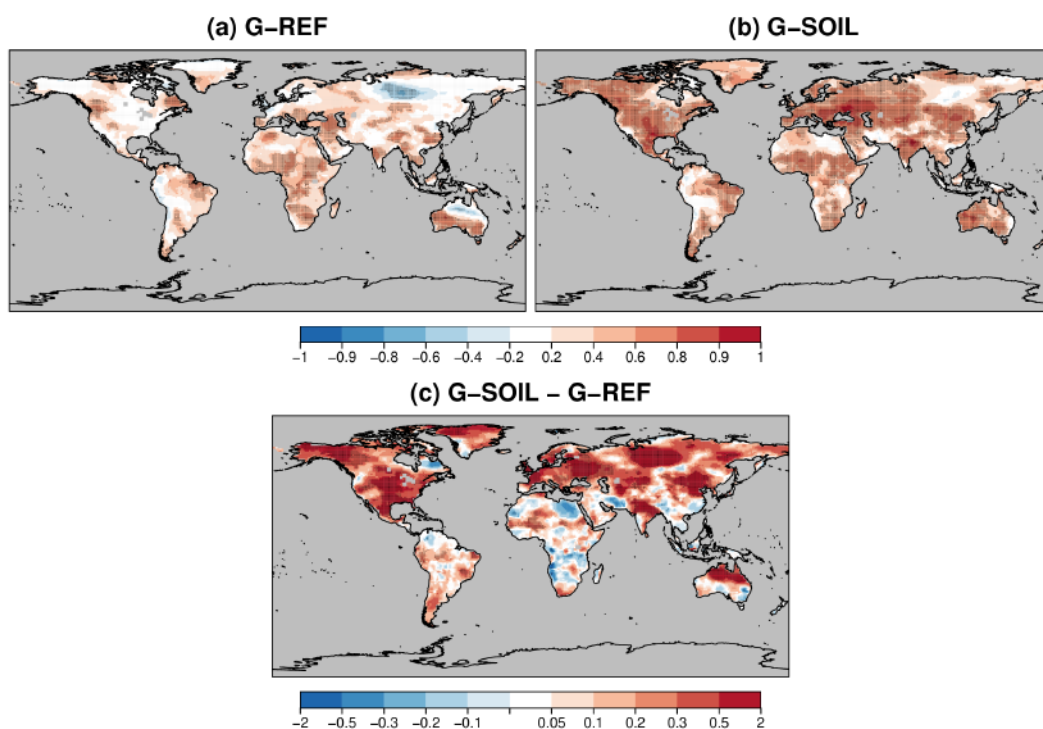 (a) G−REF
(b) G−SOIL
−1 −0.9 −0.8 −0.6 −0.4 −0.2 0.2 0.4 0.6 0.8 0.9 1
(c) G−SOIL − G−REF
−2 −0.5 −0.3 −0.2 −0.1 0.05 0.1 0.2 0.3 0.5 2